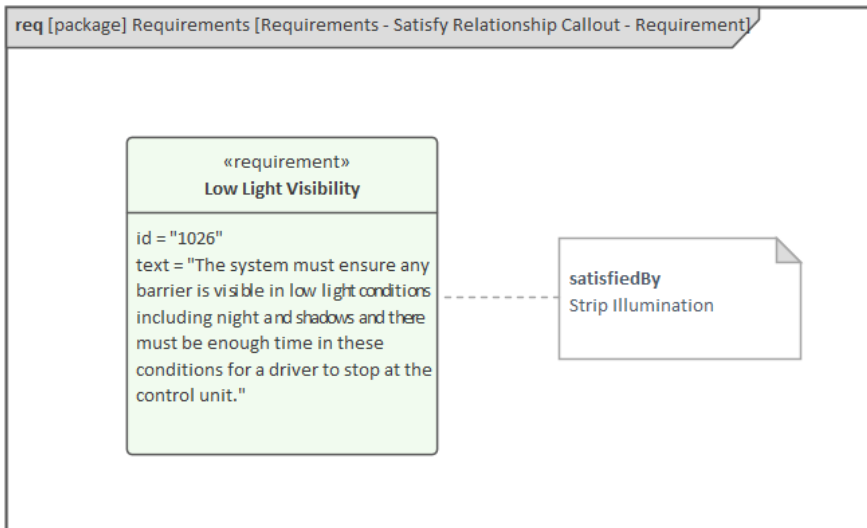 req [package] Requirements [Requirements - Satisfy Relationship Callout - Requirement]
«requirement»
Low Light Visibility
id = "1026"
text = "The system must ensure any
barrier is visible in low light conditions
including night and shadows and there
must be enough time in these
conditions for a driver to stop at the
control unit."
satisfiedBy
Strip Illumination